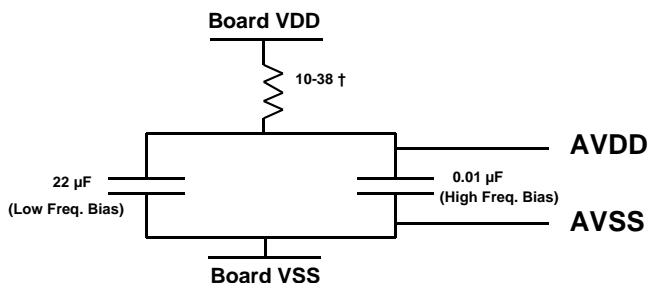 Board VDD
10-38 †
AVDD
22 µF
(Low Freq. Bias)
0.01 µF
(High Freq. Bias)
AVSS
Board VSS